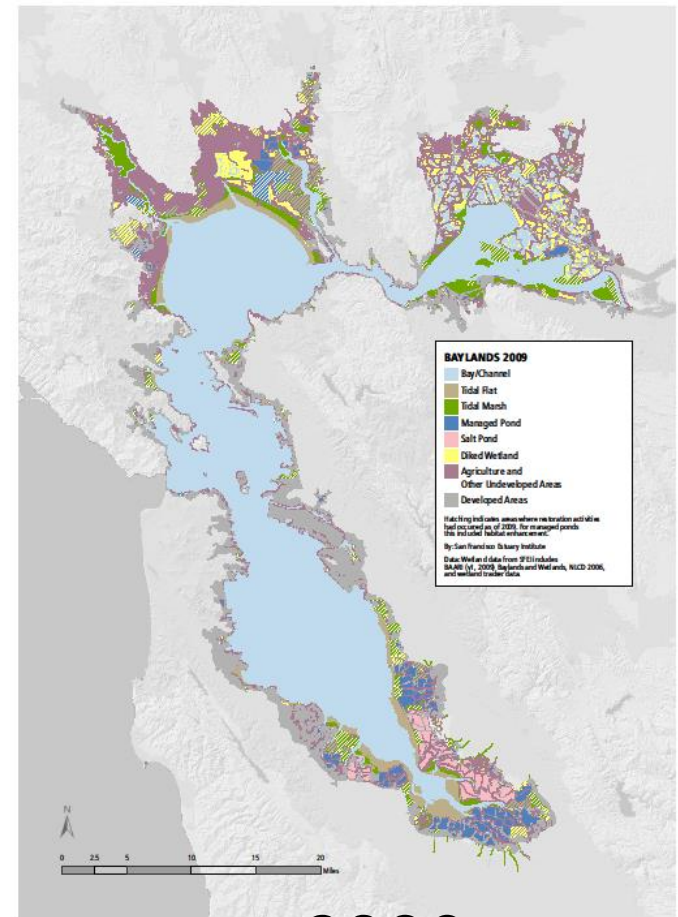 BAYLANDS 2009
Bay/Channel
Tidal Flat
Tidal Marsh
Managed Pond
Salt Pond
Diked Wetland
Agriculture and
Other Undeveloped Areas
Developed Areas
Hatching indicates areas where restoration activities
had occured as of 2009. For managed ponds
this included habitat enhancement.
By: San Francisco Estuary Institute
Data: Wetland data from SFEI includes
BAARI (v1, 2009) Baylands and Wetlands, NLCD 2006,
and wetland tracker data.
N
0 2.5 5 10 15 20
Miles